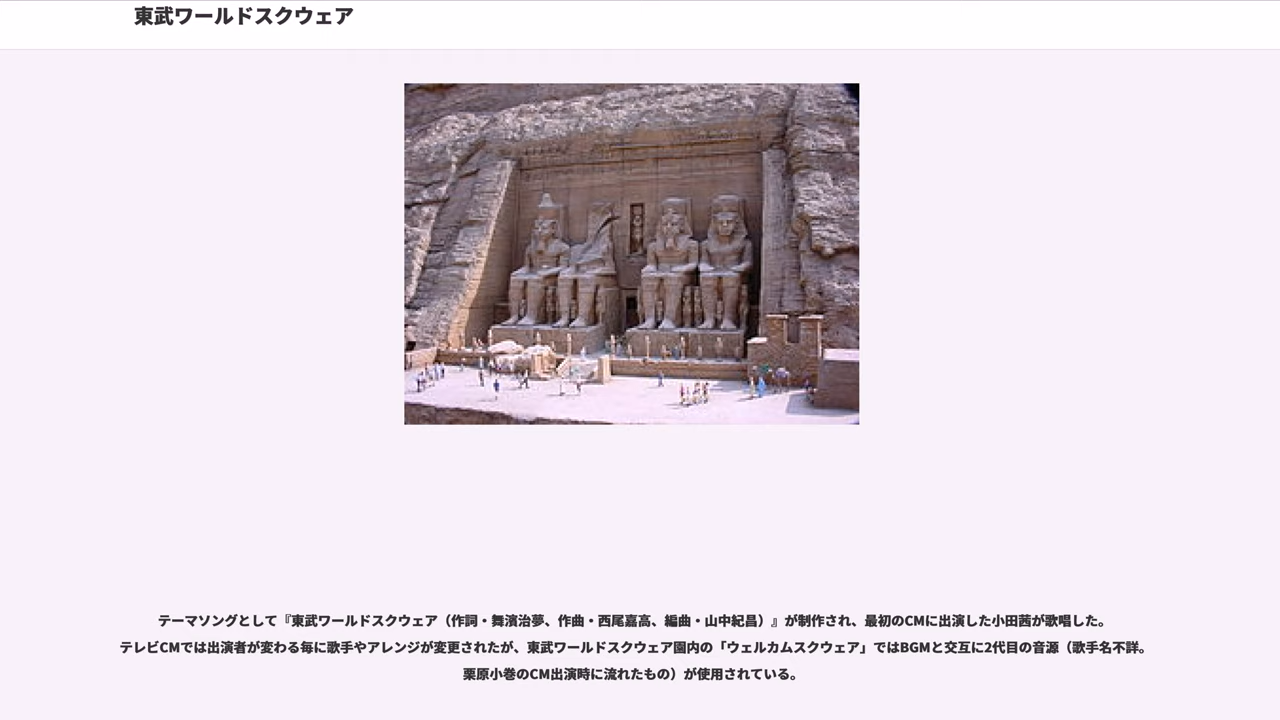 東武ワールドスクウェア
テーマソングとして『東武ワールドスクウェア（作詞・舞濱治夢、作曲・西尾嘉高、編曲・山中紀昌）』が制作され、最初のCMに出演した小田茜が歌唱した。
テレビCMでは出演者が変わる毎に歌手やアレンジが変更されたが、東武ワールドスクウェア園内の「ウェルカムスクウェア」ではBGMと交互に2代目の音源（歌手名不詳。
栗原小巻のCM出演時に流れたもの）が使用されている。